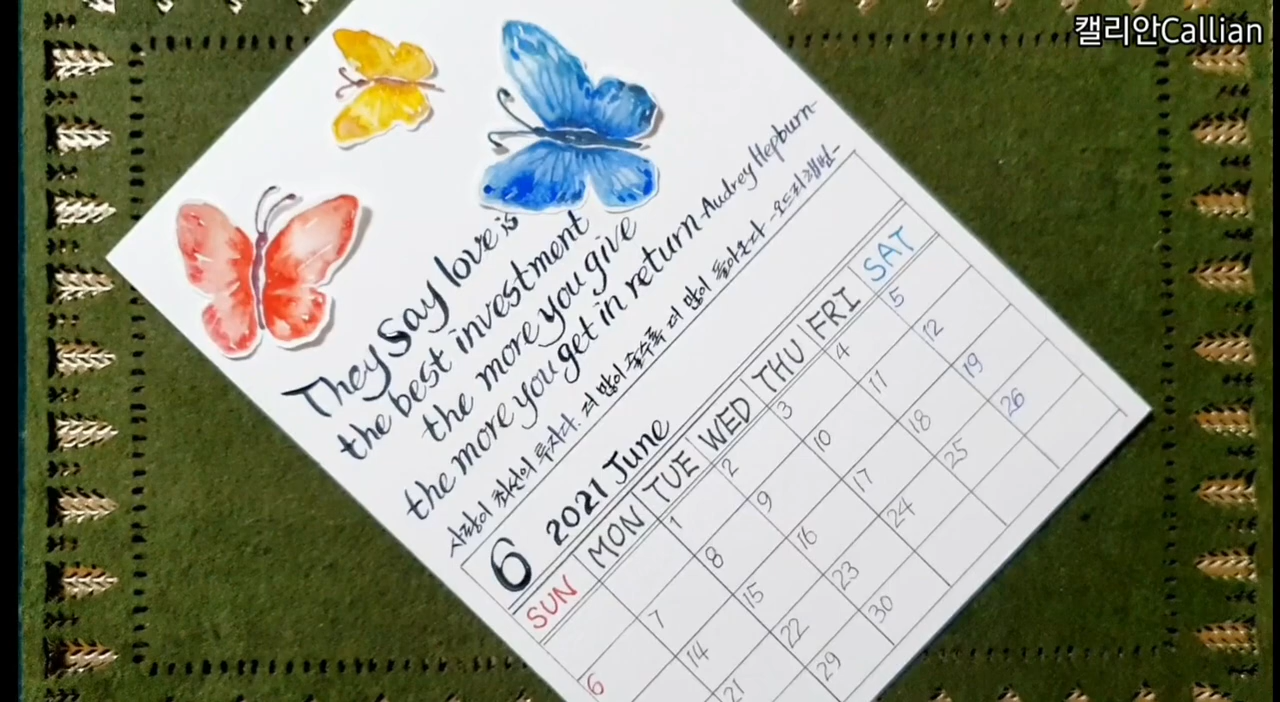 캘리안Callian
They say love is
the best investment
the more you give
the more you get in return -Audrey Hepburn-
사랑이 최선의 투자다. 더 많이 줄수록 더 많이 돌아온다 -오드리햅번-
6 2021 June
SUN MON TUE WED THU FRI SAT
1 2 3 4 5
6 7 8 9 10 11 12
14 15 16 17 18 19
21 22 23 24 25 26
29 30